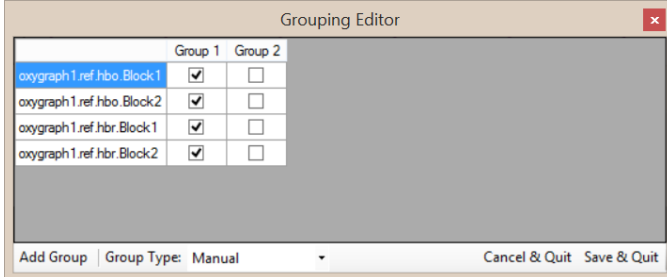 Grouping Editor
x
Group 1 Group 2
oxygraph1.ref.hbo.Block1
oxygraph1.ref.hbo.Block2
oxygraph1.ref.hbr.Block1
oxygraph1.ref.hbr.Block2
Add Group Group Type: Manual Cancel & Quit Save & Quit